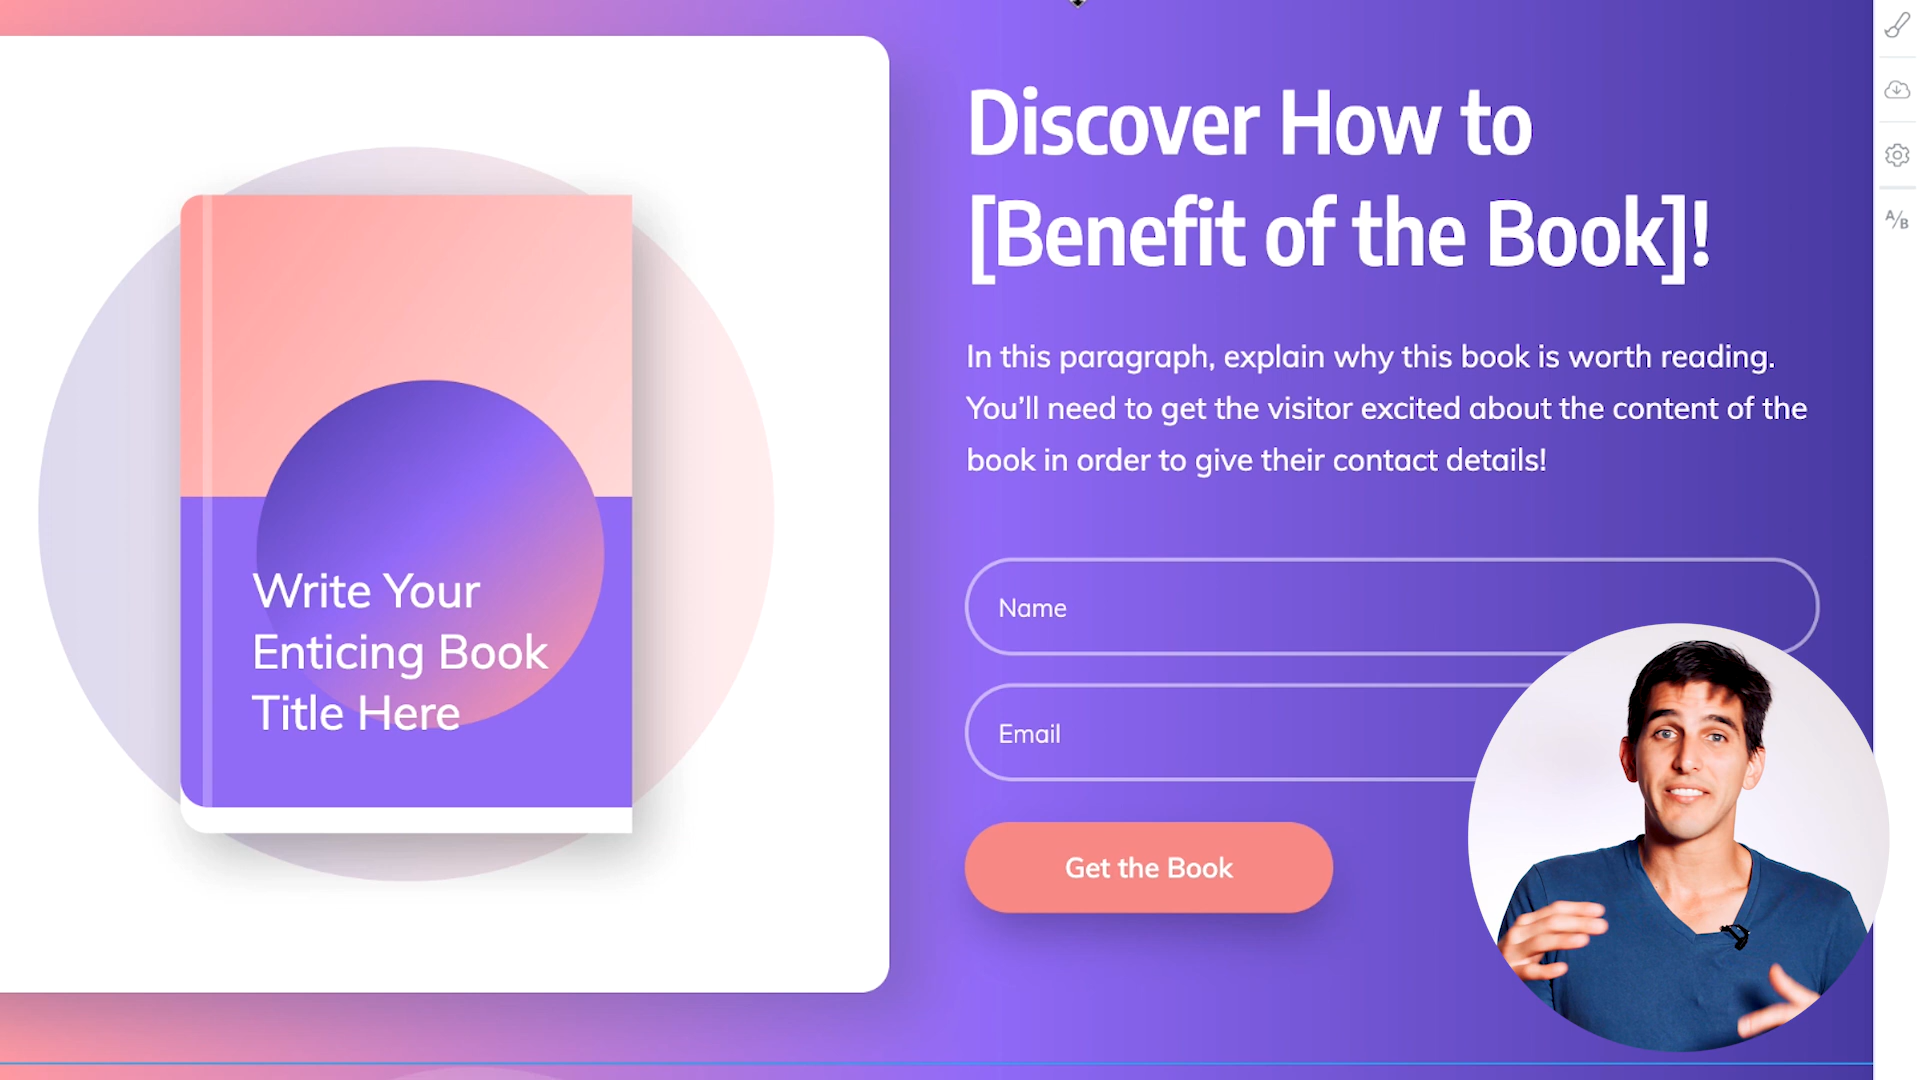 Write Your
Enticing Book
Title Here
Discover How to
[Benefit of the Book]!
In this paragraph, explain why this book is worth reading.
You’ll need to get the visitor excited about the content of the
book in order to give their contact details!
Name
Email
Get the Book
A/B